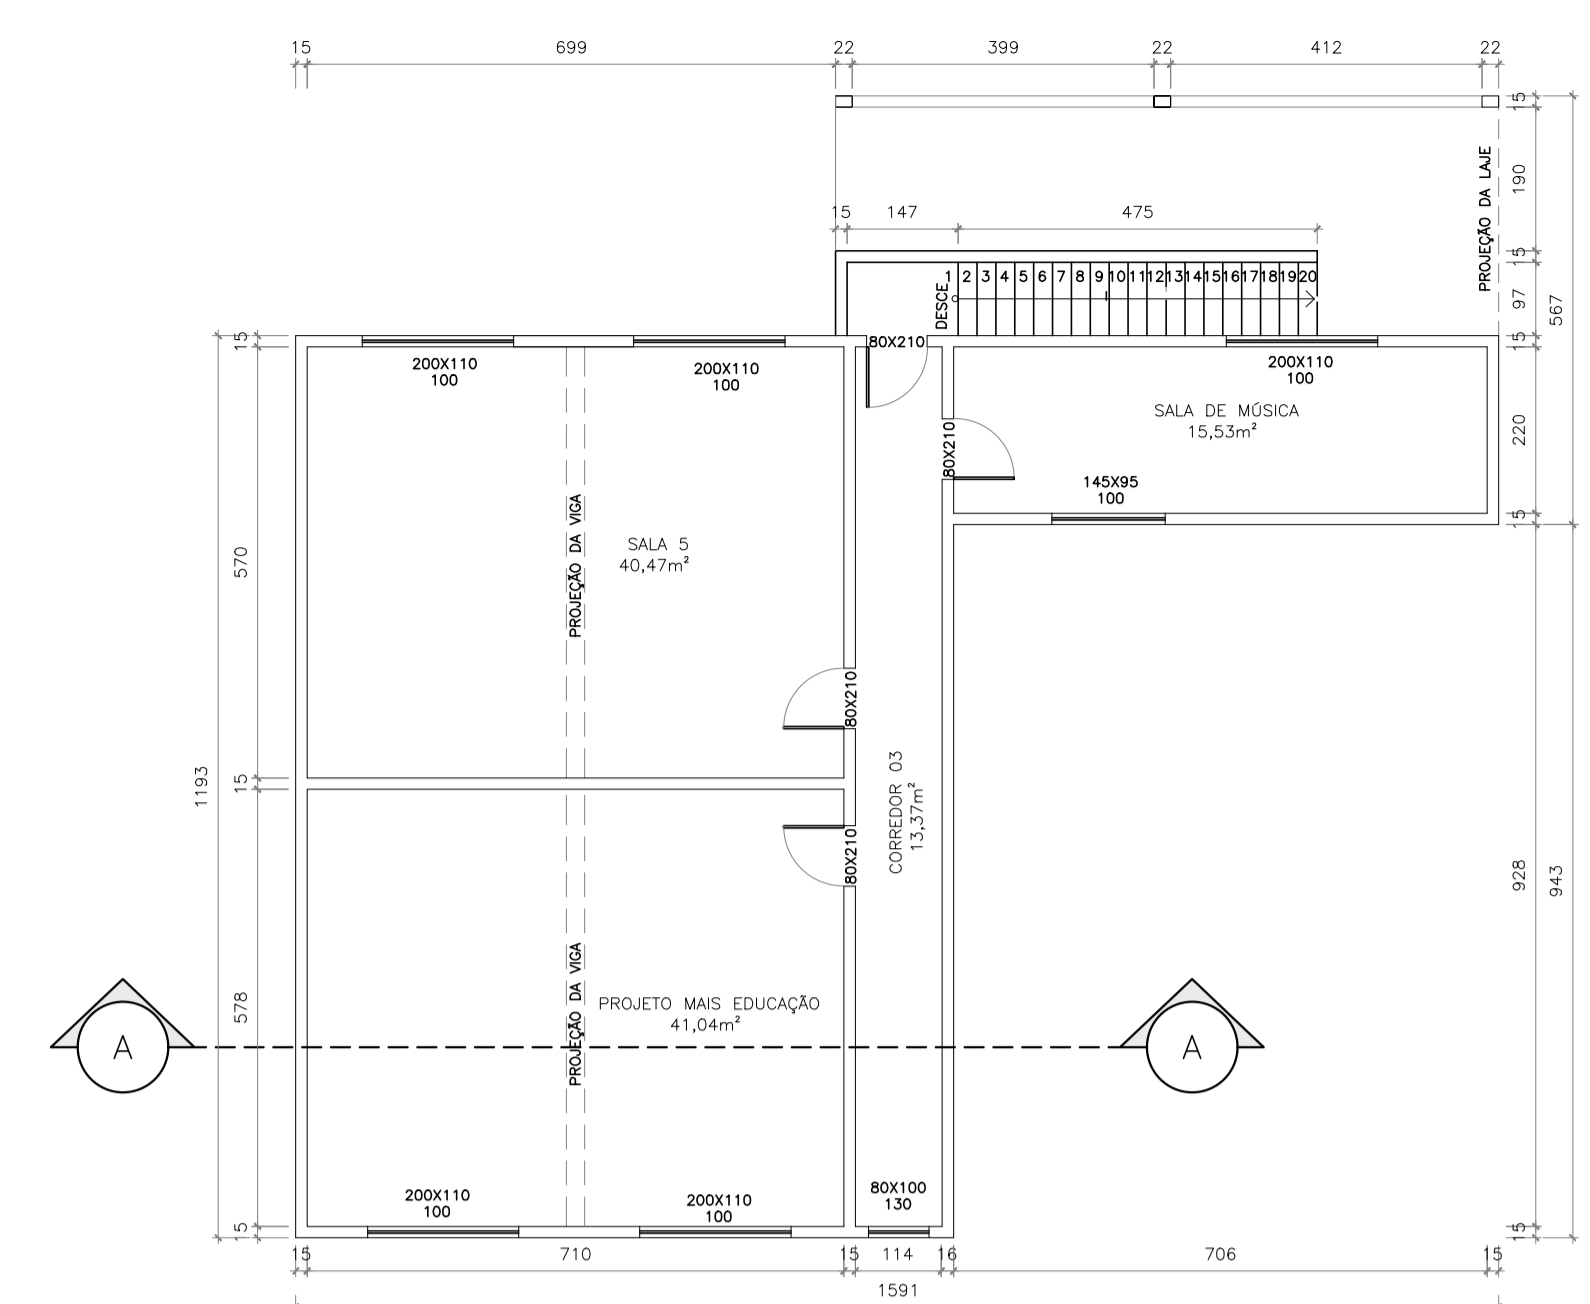 15 699 22 399 22 412 22
15
190
15
97
15
220
15
567
PROJEÇÃO DA LAJE
15 147 475
DESCE
1 2 3 4 5 6 7 8 9 10 11 12 13 14 15 16 17 18 19 20
80X210
200X110
100
200X110
100
200X110
100
SALA DE MÚSICA
15,53m²
80X210
145X95
100
15
570
15
578
15
1193
PROJEÇÃO DA VIGA
SALA 5
40,47m²
80X210
CORREDOR 03
13,37m²
80X210
928
943
15
PROJEÇÃO DA VIGA
PROJETO MAIS EDUCAÇÃO
41,04m²
A
A
200X110
100
200X110
100
80X100
130
15 710 15 114 16 706 15
1591